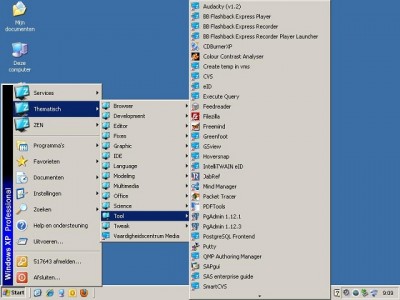 Mijn
documenten
Deze
computer
Services
Thematisch
ZEN
Programma's
Favorieten
Documenten
Instellingen
Zoeken
Help en ondersteuning
Uitvoeren...
S17643 afmelden...
Afsluiten...
Windows XP Professional
Browser
Development
Editor
Fixes
Graphic
IDE
Language
Modeling
Multimedia
Office
Science
Tool
Tweak
Vaardigheidscentrum Media
Audacity (v1.2)
BB Flashback Express Player
BB Flashback Express Recorder
BB Flashback Express Recorder Player Launcher
CDBurnerXP
Colour Contrast Analyser
Create temp in vms
CVS
eID
Execute Query
Feedreader
Filezilla
Freemind
Greenfoot
GSview
Hoversnap
IntelliTWAIN eID
JabRef
Mind Manager
Packet Tracer
PDFTools
PgAdmin 1.12.1
PgAdmin 1.12.3
PostgreSQL Frontend
Putty
QMP Authoring Manager
SAPgui
SAS enterprise guide
SmartCVS
Start
9:03